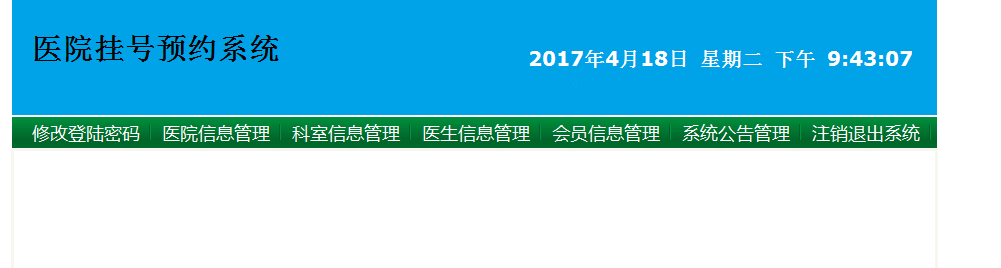 医院挂号预约系统
2017年4月18日 星期二 下午 9:43:07
修改登陆密码 医院信息管理 科室信息管理 医生信息管理 会员信息管理 系统公告管理 注销退出系统